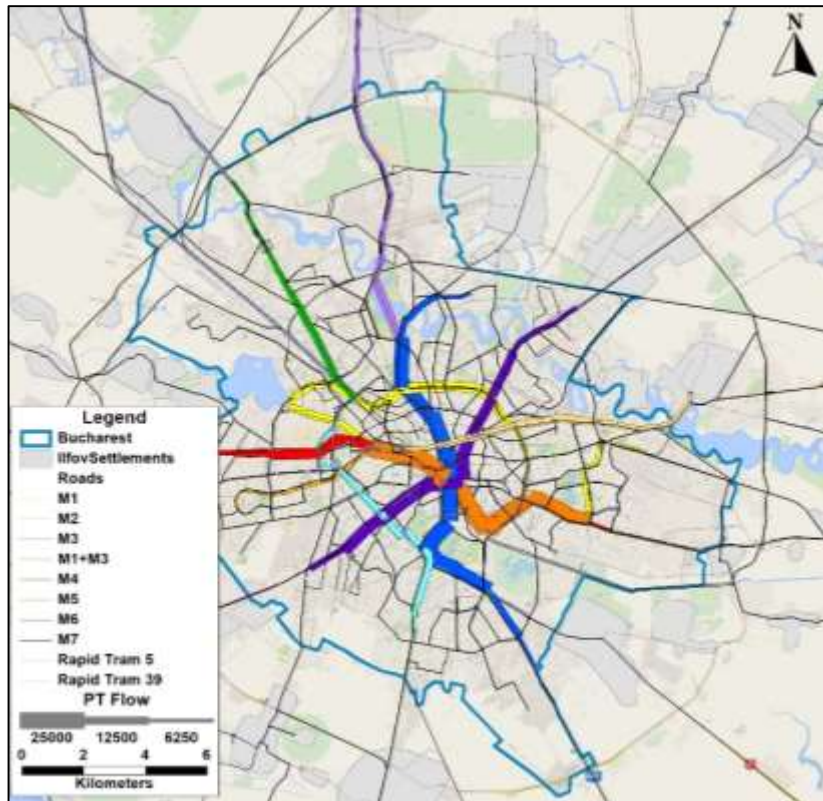 N
Legend
Bucharest
IlfovSettlements
Roads
M1
M2
M3
M1+M3
M4
M5
M6
M7
Rapid Tram 5
Rapid Tram 39
PT Flow
25000 12500 6250
0 2 4 6
Kilometers